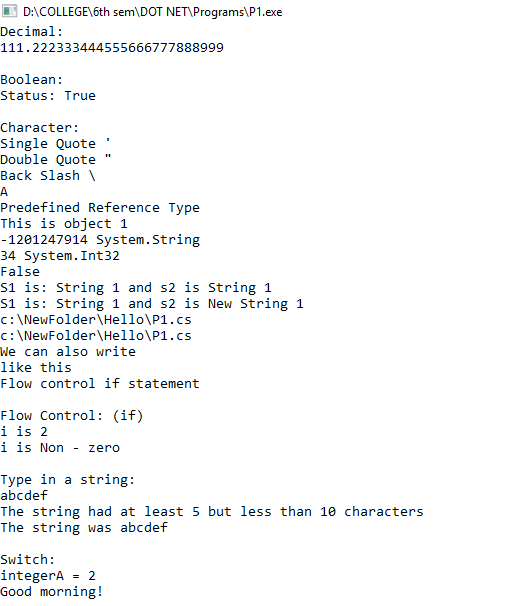 D:\COLLEGE\6th sem\DOT NET\Programs\P1.exe
Decimal:
111.222333444555666777888999
Boolean:
Status: True
Character:
Single Quote '
Double Quote "
Back Slash \
A
Predefined Reference Type
This is object 1
-1201247914 System.String
34 System.Int32
False
S1 is: String 1 and s2 is String 1
S1 is: String 1 and s2 is New String 1
c:\NewFolder\Hello\P1.cs
c:\NewFolder\Hello\P1.cs
We can also write
like this
Flow control if statement
Flow Control: (if)
i is 2
i is Non - zero
Type in a string:
abcdef
The string had at least 5 but less than 10 characters
The string was abcdef
Switch:
integerA = 2
Good morning!